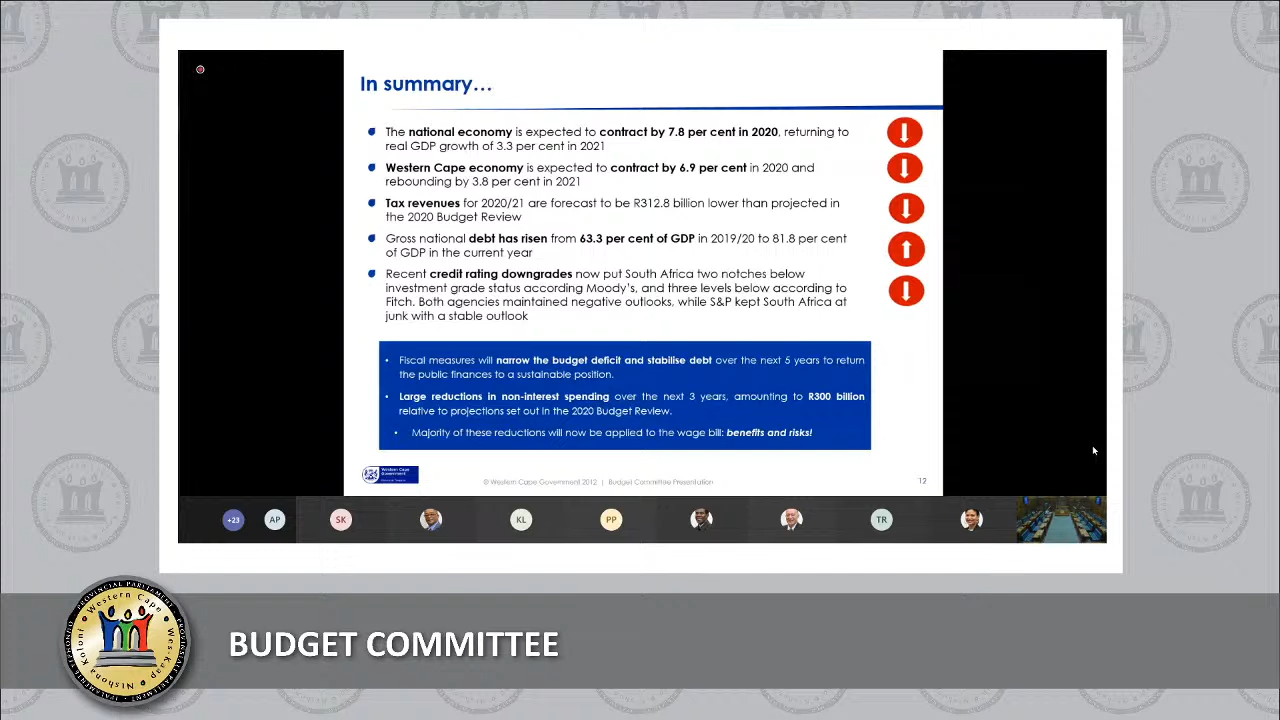 In summary…
The national economy is expected to contract by 7.8 per cent in 2020, returning to
real GDP growth of 3.3 per cent in 2021
Western Cape economy is expected to contract by 6.9 per cent in 2020 and
rebounding by 3.8 per cent in 2021
Tax revenues for 2020/21 are forecast to be R312.8 billion lower than projected in
the 2020 Budget Review
Gross national debt has risen from 63.3 per cent of GDP in 2019/20 to 81.8 per cent
of GDP in the current year
Recent credit rating downgrades now put South Africa two notches below
investment grade status according Moody's, and three levels below according to
Fitch. Both agencies maintained negative outlooks, while S&P kept South Africa at
junk with a stable outlook
• Fiscal measures will narrow the budget deficit and stabilise debt over the next 5 years to return
the public finances to a sustainable position.
• Large reductions in non-interest spending over the next 3 years, amounting to R300 billion
relative to projections set out in the 2020 Budget Review.
• Majority of these reductions will now be applied to the wage bill: benefits and risks!
Western Cape
Government
© Western Cape Government 2012 | Budget Committee Presentation
12
+23
AP
SK
KL
PP
TR
PROVINCIAL PARLIAMENT
Western Cape
Wes-Kaap
Ntshona Koloni
BUDGET COMMITTEE